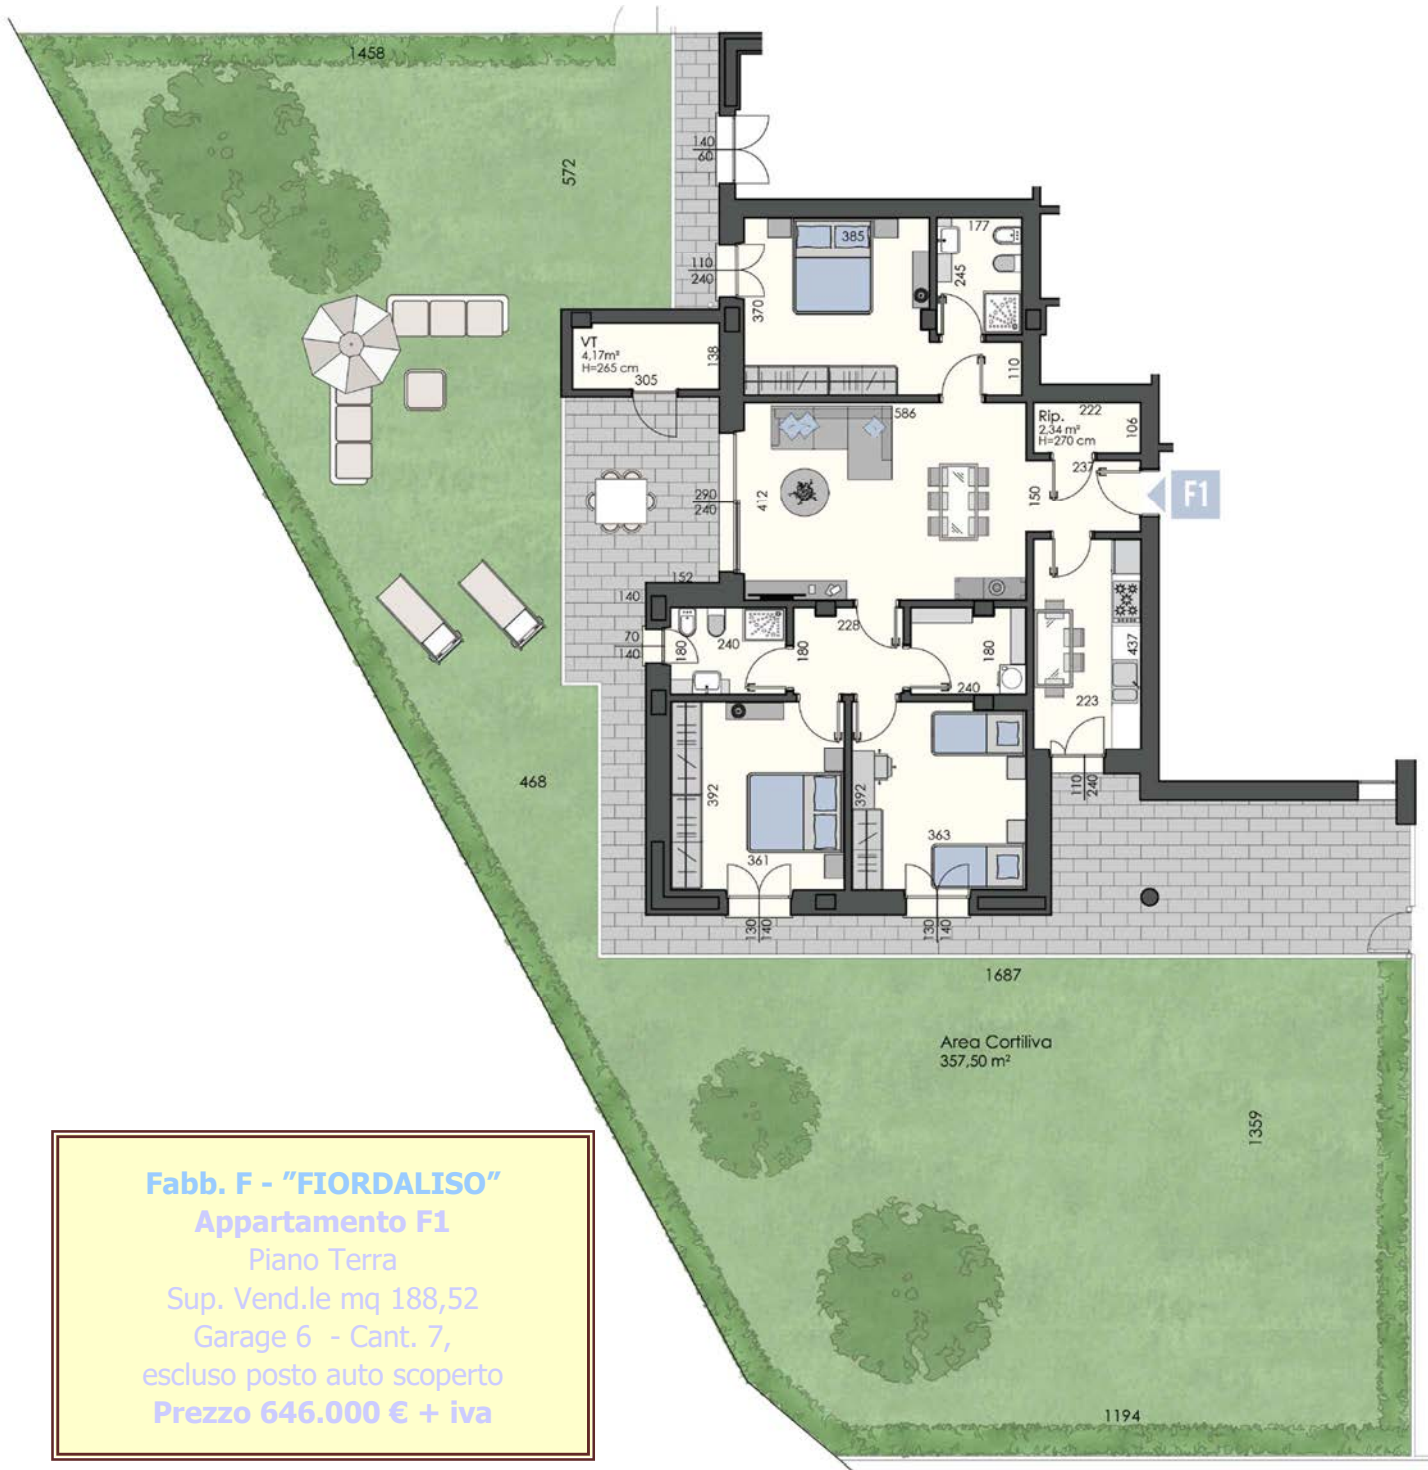 1458
572
140
60
385
177
245
110
240
370
VT
4,17m²
H=265 cm
138
305
110
586
Rip.
2,34 m²
H=270 cm
222
106
237
150
F1
290
240
412
152
140
70
140
180
240
180
228
180
240
437
223
468
392
361
392
363
110
240
130
140
130
140
1687
Area Cortiliva
357,50 m²
1359
1194
Fabb. F - ”FIORDALISO”
Appartamento F1
Piano Terra
Sup. Vend.le mq 188,52
Garage 6 - Cant. 7,
escluso posto auto scoperto
Prezzo 646.000 € + iva